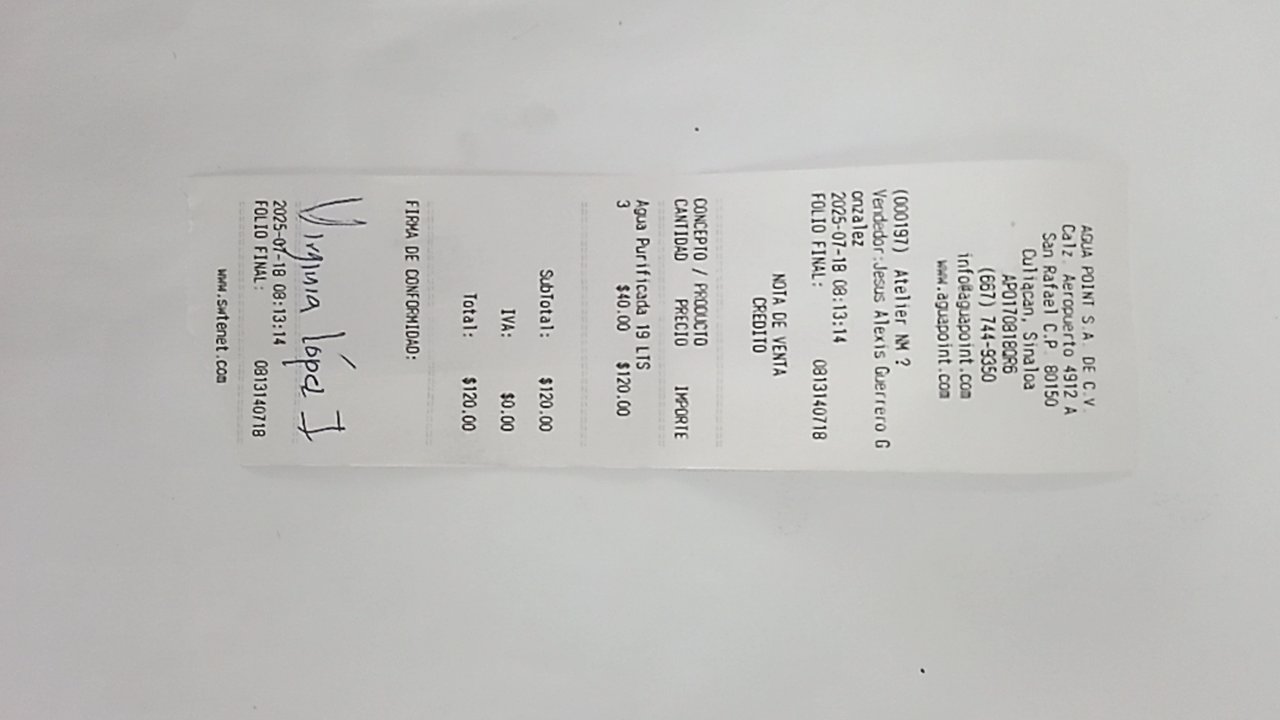 AGUA POINT S.A. DE C.V.
Calz. Aeropuerto 4912 A
San Rafael C.P. 80150
Culiacan, Sinaloa
APO170818QR6
(667) 744-9350
info@aguapoint.com
www.aguapoint.com
(000197) Atelier NM ?
Vendedor:Jesus Alexis Guerrero G
onzalez
2025-07-18 08:13:14
FOLIO FINAL: 0813140718
NOTA DE VENTA
CREDITO
CONCEPTO / PRODUCTO
CANTIDAD PRECIO IMPORTE
Agua Purificada 19 LTS
3 $40.00 $120.00
SubTotal: $120.00
IVA: $0.00
Total: $120.00
FIRMA DE CONFORMIDAD:
Virginia lópez I
2025-07-18 08:13:14
FOLIO FINAL: 0813140718
www.swtenet.com